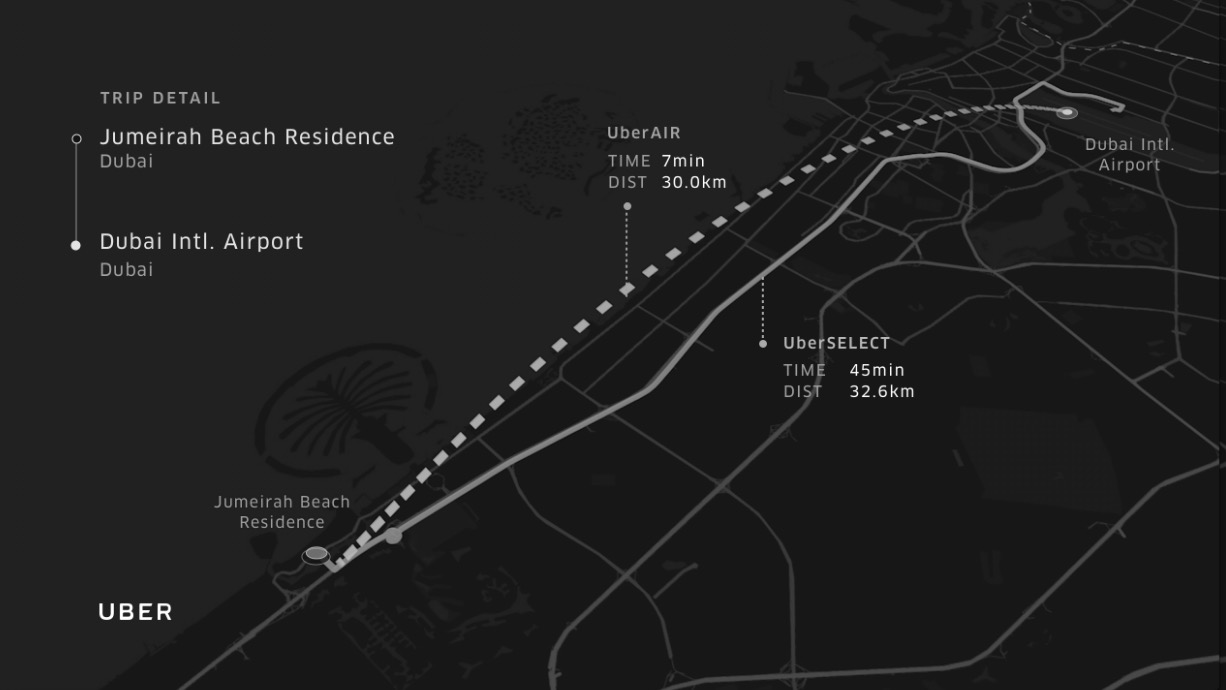 TRIP DETAIL
Jumeirah Beach Residence
Dubai
Dubai Intl. Airport
Dubai
UberAIR
TIME 7min
DIST 30.0km
Dubai Intl.
Airport
UberSELECT
TIME 45min
DIST 32.6km
Jumeirah Beach
Residence
UBER